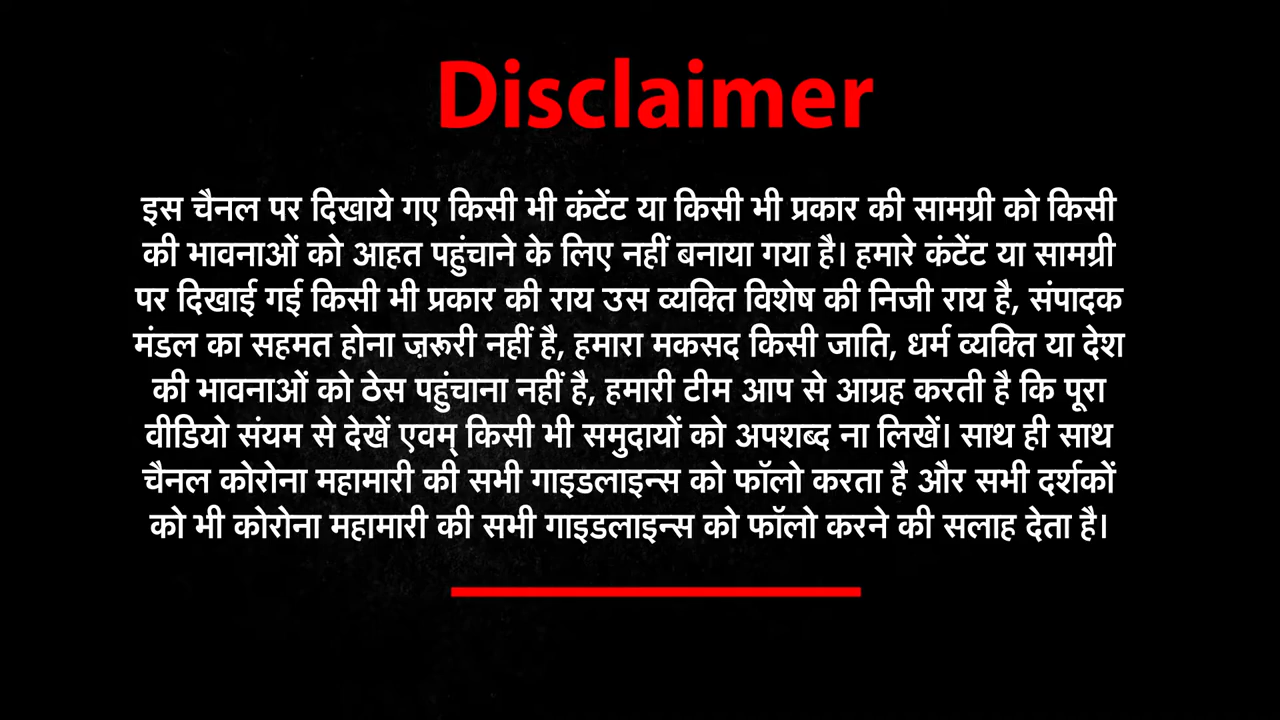 Disclaimer
इस चैनल पर दिखाये गए किसी भी कंटेंट या किसी भी प्रकार की सामग्री को किसी
की भावनाओं को आहत पहुंचाने के लिए नहीं बनाया गया है। हमारे कंटेंट या सामग्री
पर दिखाई गई किसी भी प्रकार की राय उस व्यक्ति विशेष की निजी राय है, संपादक
मंडल का सहमत होना ज़रूरी नहीं है, हमारा मकसद किसी जाति, धर्म व्यक्ति या देश
की भावनाओं को ठेस पहुंचाना नहीं है, हमारी टीम आप से आग्रह करती है कि पूरा
वीडियो संयम से देखें एवम् किसी भी समुदायों को अपशब्द ना लिखें। साथ ही साथ
चैनल कोरोना महामारी की सभी गाइडलाइन्स को फॉलो करता है और सभी दर्शकों
को भी कोरोना महामारी की सभी गाइडलाइन्स को फॉलो करने की सलाह देता है।